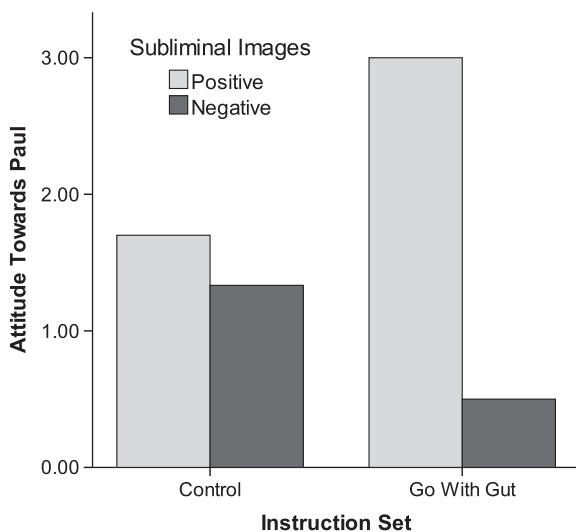 Subliminal Images
Positive
Negative
Attitude Towards Paul
3.00
2.00
1.00
0.00
Control
Go With Gut
Instruction Set